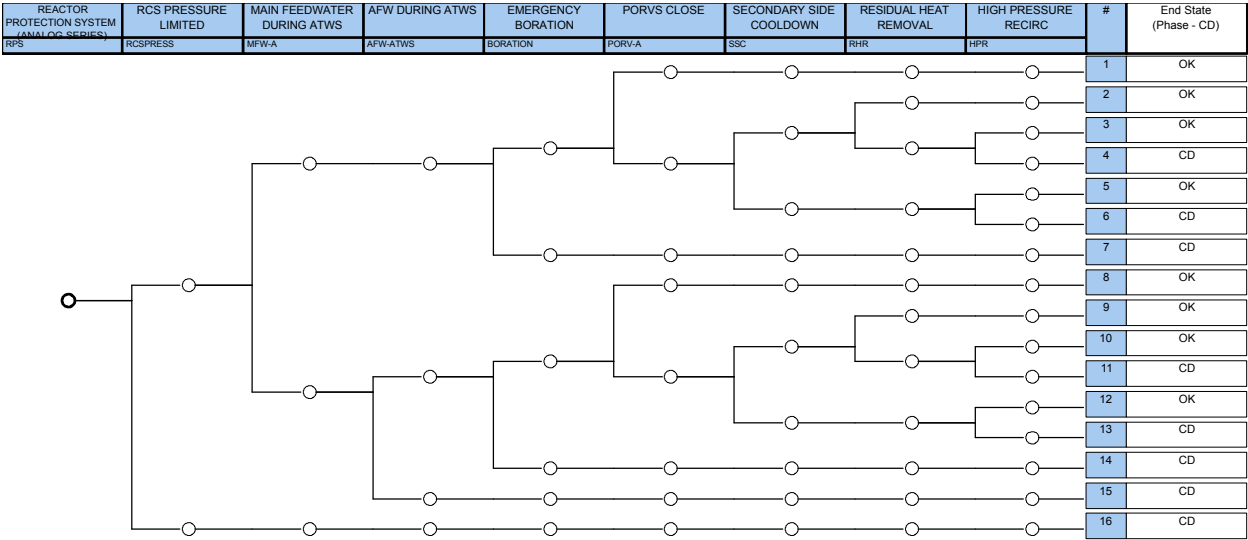 REACTOR
PROTECTION SYSTEM
(ANALOG SERIES)
RPS
RCS PRESSURE
LIMITED
RCSPRESS
MAIN FEEDWATER
DURING ATWS
MFW-A
AFW DURING ATWS
AFW-ATWS
EMERGENCY
BORATION
BORATION
PORVS CLOSE
PORV-A
SECONDARY SIDE
COOLDOWN
SSC
RESIDUAL HEAT
REMOVAL
RHR
HIGH PRESSURE
RECIRC
HPR
#
End State
(Phase - CD)
1 OK
2 OK
3 OK
4 CD
5 OK
6 CD
7 CD
8 OK
9 OK
10 OK
11 CD
12 OK
13 CD
14 CD
15 CD
16 CD